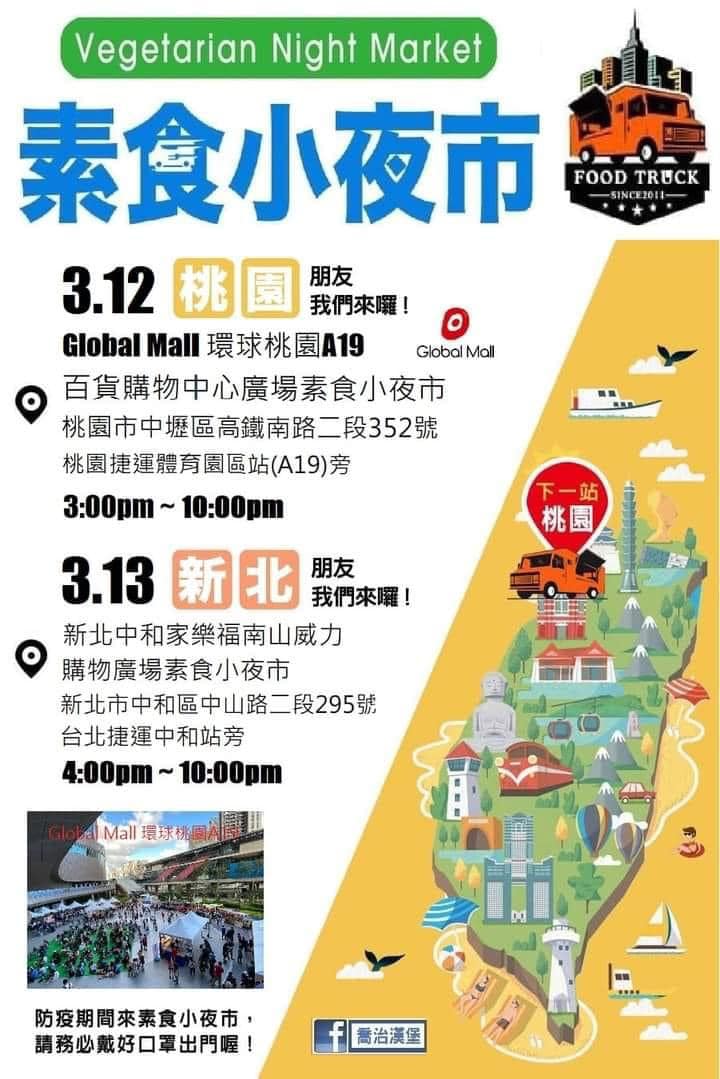 Vegetarian Night Market
素食小夜市
FOOD TRUCK
SINCE2011
3.12 桃園 朋友
我們來囉！
Global Mall 環球桃園A19
Global Mall
百貨購物中心廣場素食小夜市
桃園市中壢區高鐵南路二段352號
桃園捷運體育園區站(A19)旁
3:00pm ~ 10:00pm
下一站
桃園
3.13 新北 朋友
我們來囉！
新北中和家樂福南山威力
購物廣場素食小夜市
新北市中和區中山路二段295號
台北捷運中和站旁
4:00pm ~ 10:00pm
Global Mall 環球桃園A19
防疫期間來素食小夜市，
請務必戴好口罩出門喔！
f 喬治漢堡